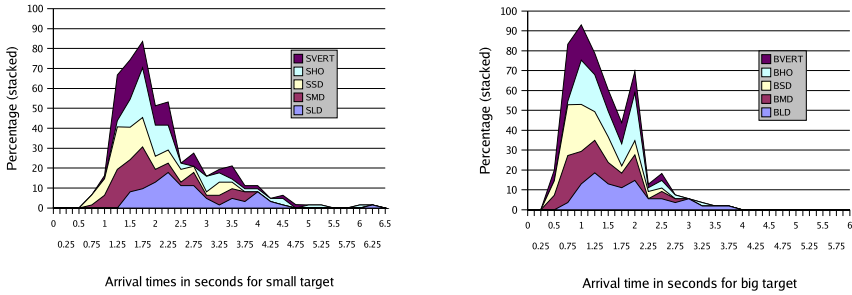 100
90
80
70
60
50
40
30
20
10
0
Percentage (stacked)
SVERT
SHO
SSD
SMD
SLD
0 0.5 1 1.5 2 2.5 3 3.5 4 4.5 5 5.5 6 6.5
0.25 0.75 1.25 1.75 2.25 2.75 3.25 3.75 4.25 4.75 5.25 5.75 6.25
Arrival times in seconds for small target
100
90
80
70
60
50
40
30
20
10
0
Percentage (stacked)
BVERT
BHO
BSD
BMD
BLD
0 0.5 1 1.5 2 2.5 3 3.5 4 4.5 5 5.5 6
0.25 0.75 1.25 1.75 2.25 2.75 3.25 3.75 4.25 4.75 5.25 5.75
Arrival time in seconds for big target